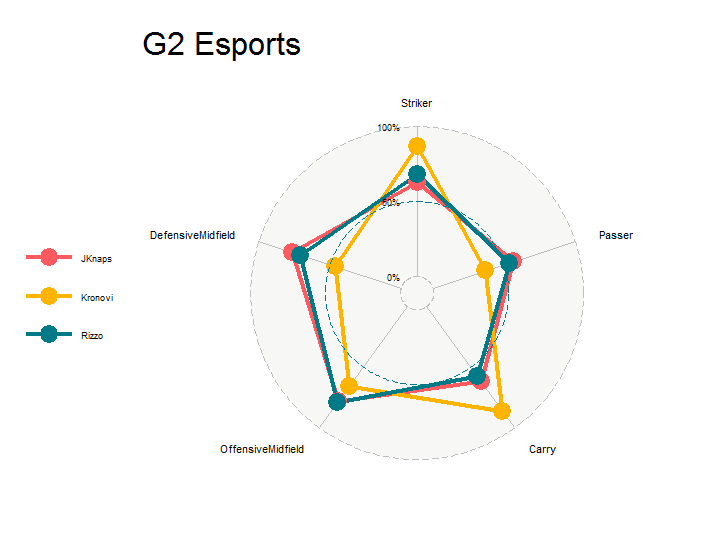 G2 Esports
Striker
100%
50%
0%
DefensiveMidfield
Passer
JKnaps
Kronovi
Rizzo
OffensiveMidfield
Carry